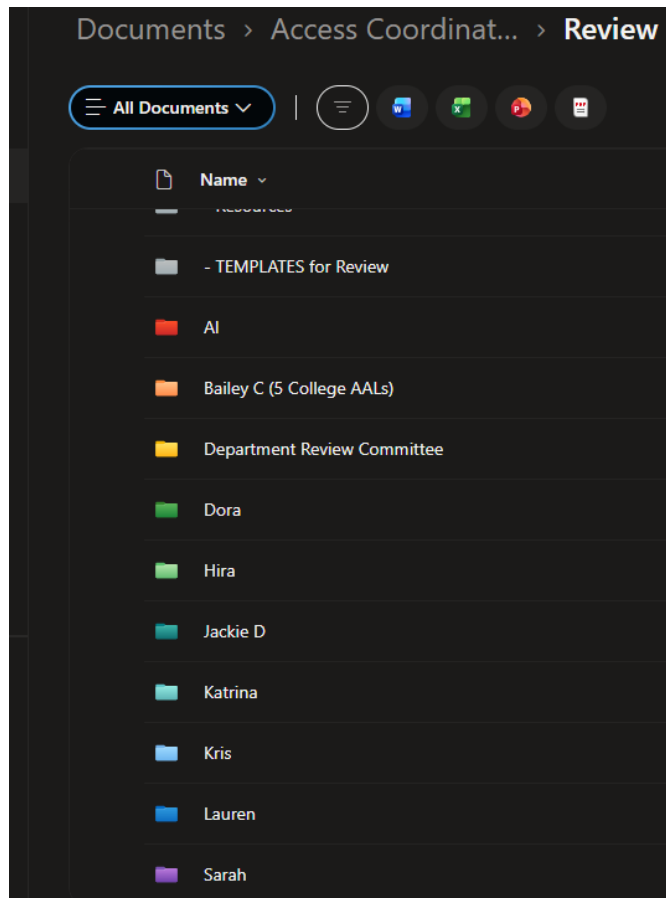 Documents > Access Coordinat... > Review
All Documents
Name
- Resources
- TEMPLATES for Review
AI
Bailey C (5 College AALs)
Department Review Committee
Dora
Hira
Jackie D
Katrina
Kris
Lauren
Sarah